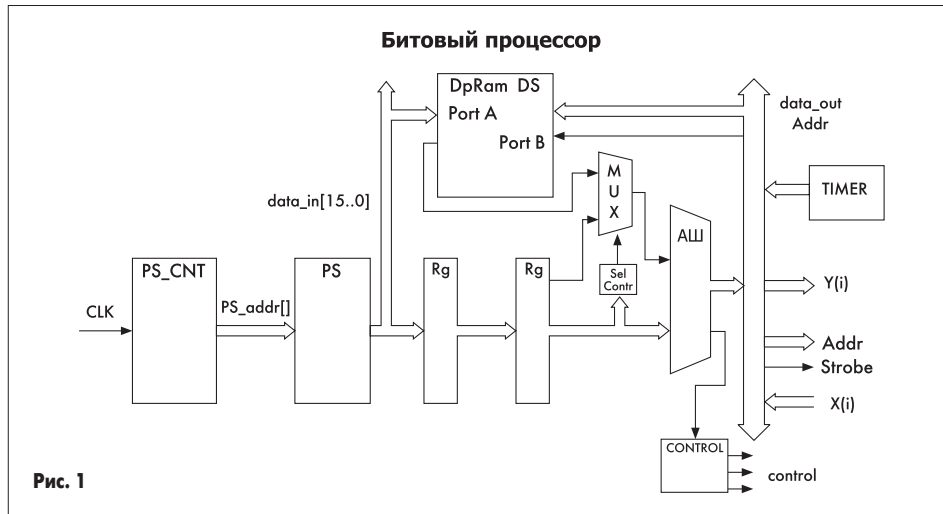 Битовый процессор
DpRam DS
Port A
Port B
data_out
Addr
MUX
TIMER
data_in[15..0]
АШ
PS_CNT
PS
Rg
Rg
Sel
Contr
CLK
PS_addr[]
Y(i)
Addr
Strobe
X(i)
CONTROL
control
Рис. 1